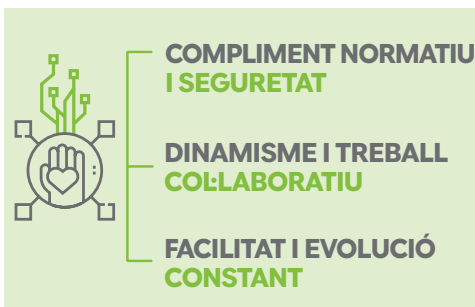 COMPLIMENT NORMATIU
I SEGURETAT
DINAMISME I TREBALL
COL·LABORATIU
FACILITAT I EVOLUCIÓ
CONSTANT